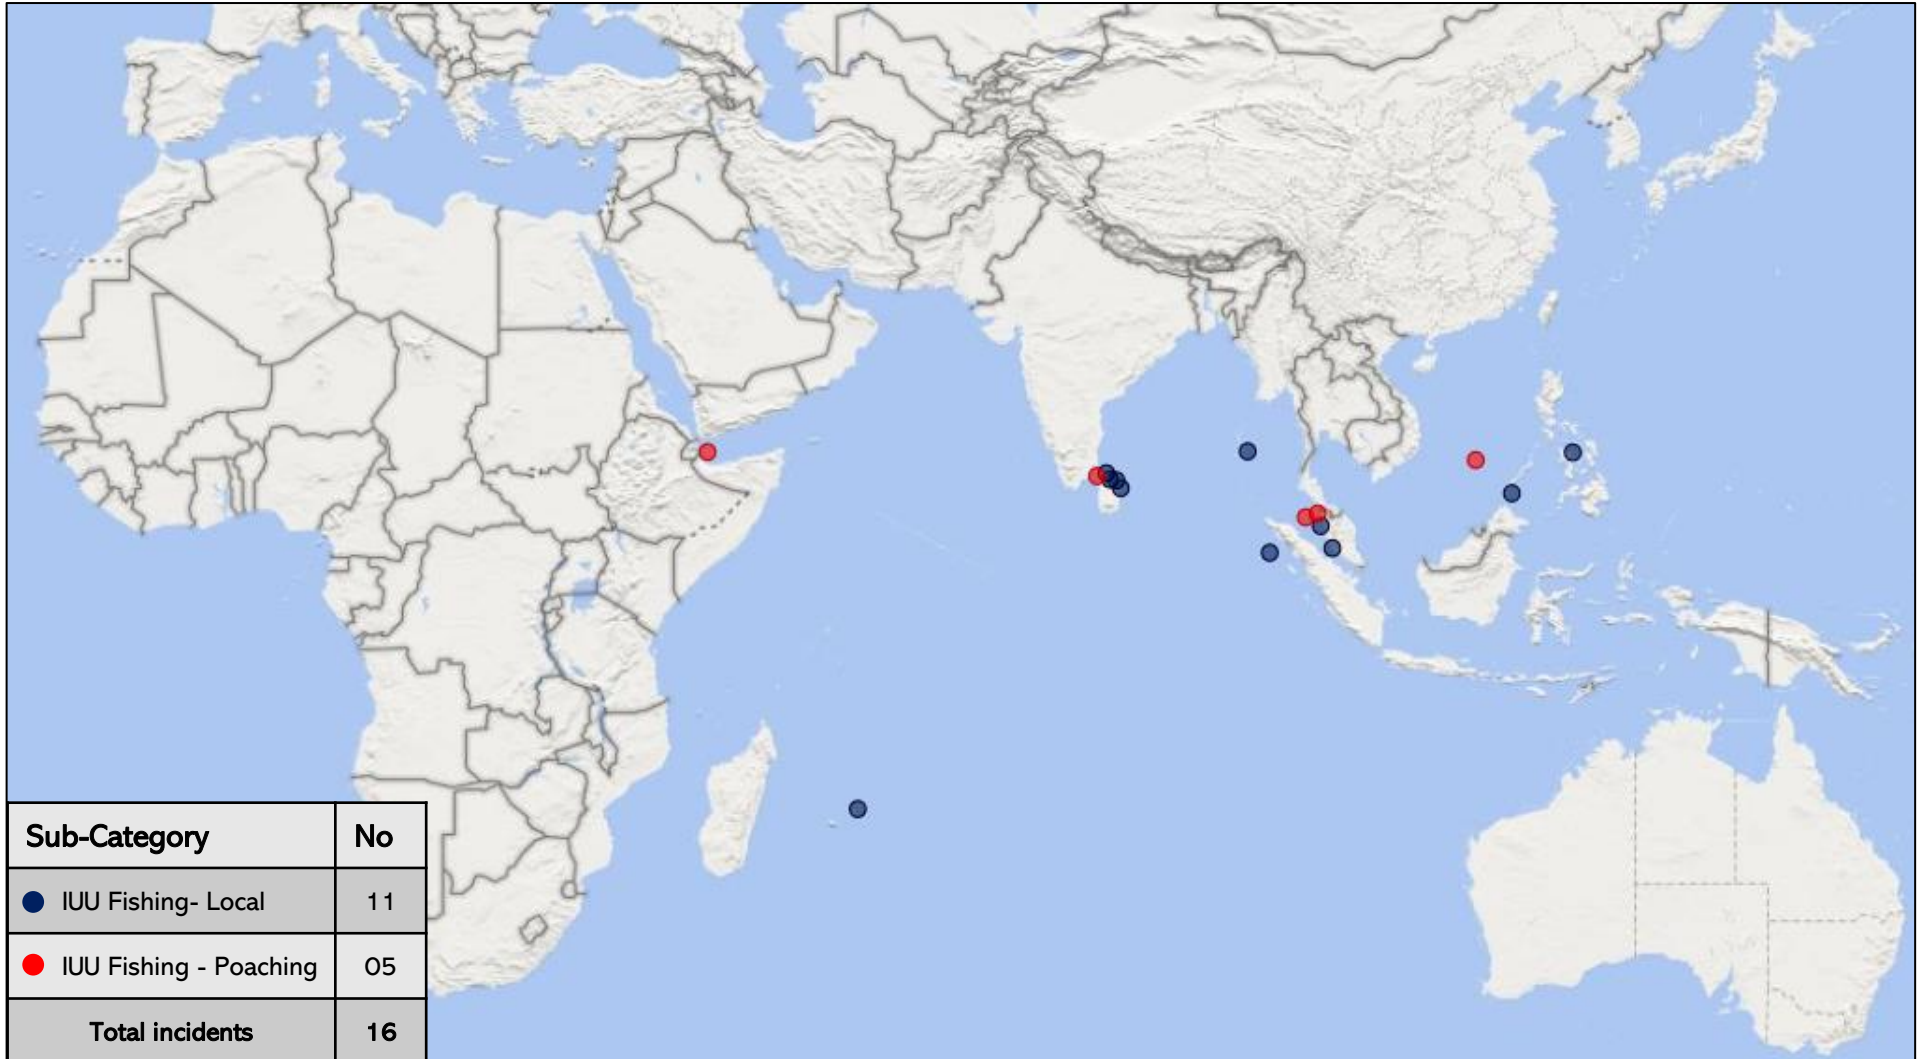 Sub-Category No
IUU Fishing- Local 11
IUU Fishing - Poaching 05
Total incidents 16